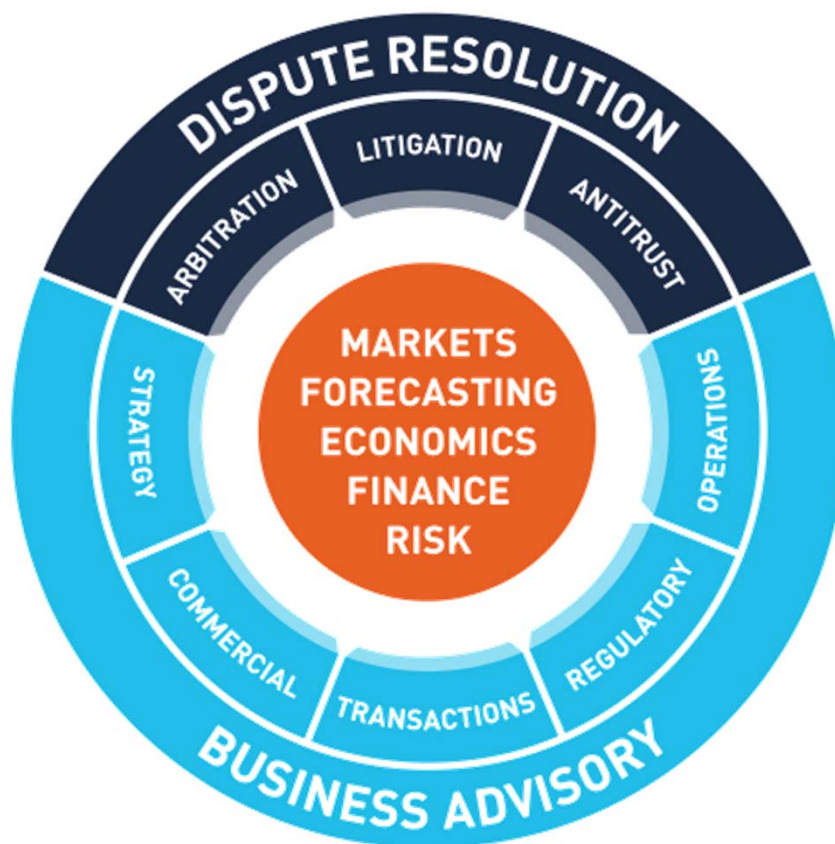 DISPUTE RESOLUTION
ARBITRATION
LITIGATION
ANTITRUST
MARKETS
FORECASTING
ECONOMICS
FINANCE
RISK
STRATEGY
OPERATIONS
COMMERCIAL
TRANSACTIONS
REGULATORY
BUSINESS ADVISORY